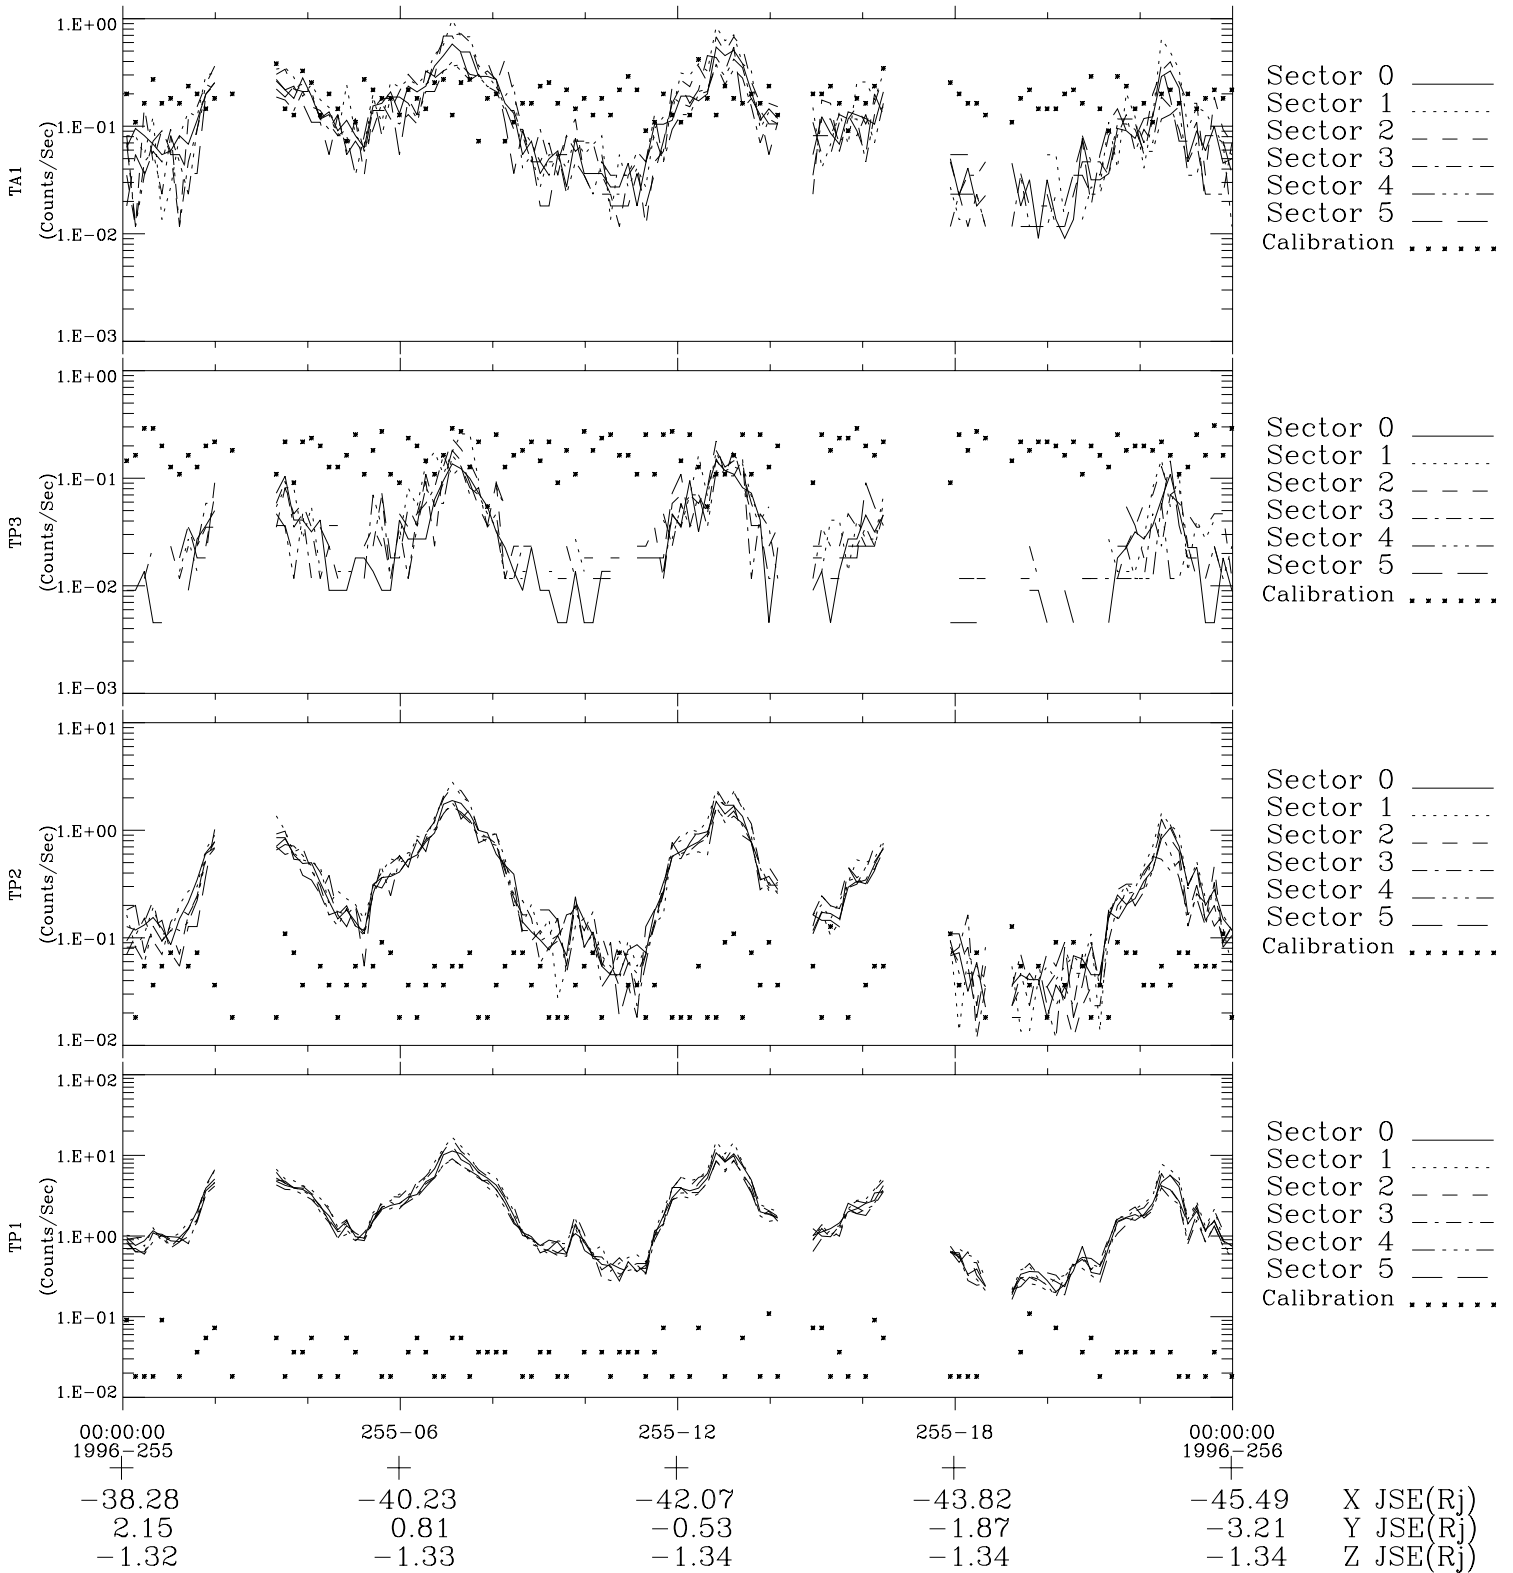 1.E+00
1.E-01
1.E-02
1.E-03
TA1
(Counts/Sec)
Sector 0
Sector 1
Sector 2
Sector 3
Sector 4
Sector 5
Calibration
1.E+00
1.E-01
1.E-02
1.E-03
TP3
(Counts/Sec)
Sector 0
Sector 1
Sector 2
Sector 3
Sector 4
Sector 5
Calibration
1.E+01
1.E+00
1.E-01
1.E-02
TP2
(Counts/Sec)
Sector 0
Sector 1
Sector 2
Sector 3
Sector 4
Sector 5
Calibration
1.E+02
1.E+01
1.E+00
1.E-01
1.E-02
TP1
(Counts/Sec)
Sector 0
Sector 1
Sector 2
Sector 3
Sector 4
Sector 5
Calibration
00:00:00 255-06 255-12 255-18 00:00:00
1996-255 1996-256
-38.28 -40.23 -42.07 -43.82 -45.49 X JSE(Rj)
2.15 0.81 -0.53 -1.87 -3.21 Y JSE(Rj)
-1.32 -1.33 -1.34 -1.34 -1.34 Z JSE(Rj)